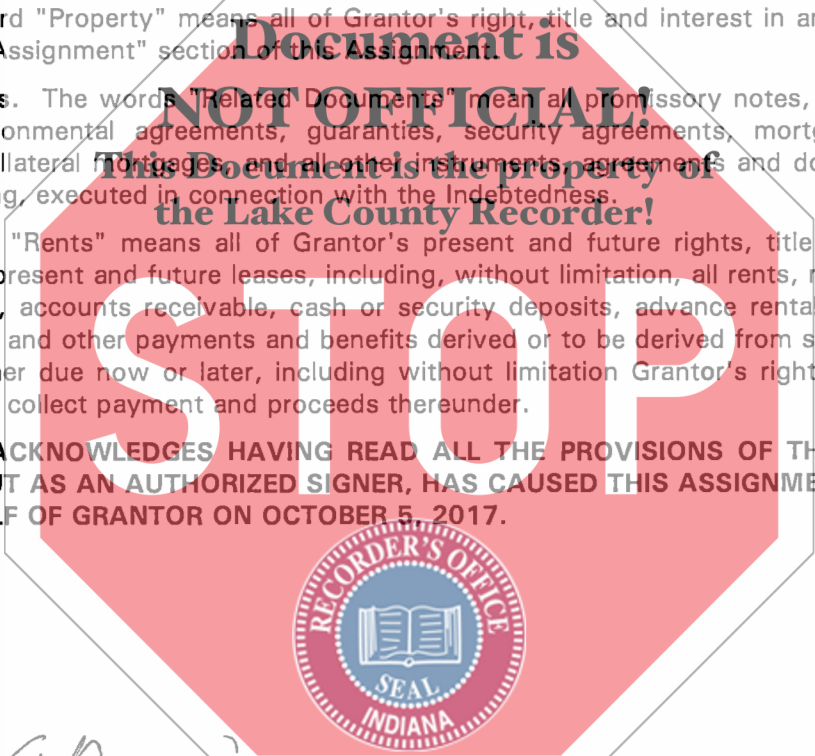 rd "Property" means all of Grantor's right, title and interest in an
Assignment" section of this Assignment.
Document is
s. The words "Related Documents" mean all promissory notes,
NOT OFFICIAL!
onmental agreements, guaranties, security agreements, mortg
llateral mortgages, and all other instruments, agreements and do
This Document is the property of
ng, executed in connection with the Indebtedness.
the Lake County Recorder!
"Rents" means all of Grantor's present and future rights, title
present and future leases, including, without limitation, all rents, r
, accounts receivable, cash or security deposits, advance renta
and other payments and benefits derived or to be derived from s
er due now or later, including without limitation Grantor's right
collect payment and proceeds thereunder.
STOP
ACKNOWLEDGES HAVING READ ALL THE PROVISIONS OF TH
UT AS AN AUTHORIZED SIGNER, HAS CAUSED THIS ASSIGNME
LF OF GRANTOR ON OCTOBER 5, 2017.
RECORDER'S OFFICE
SEAL
INDIANA